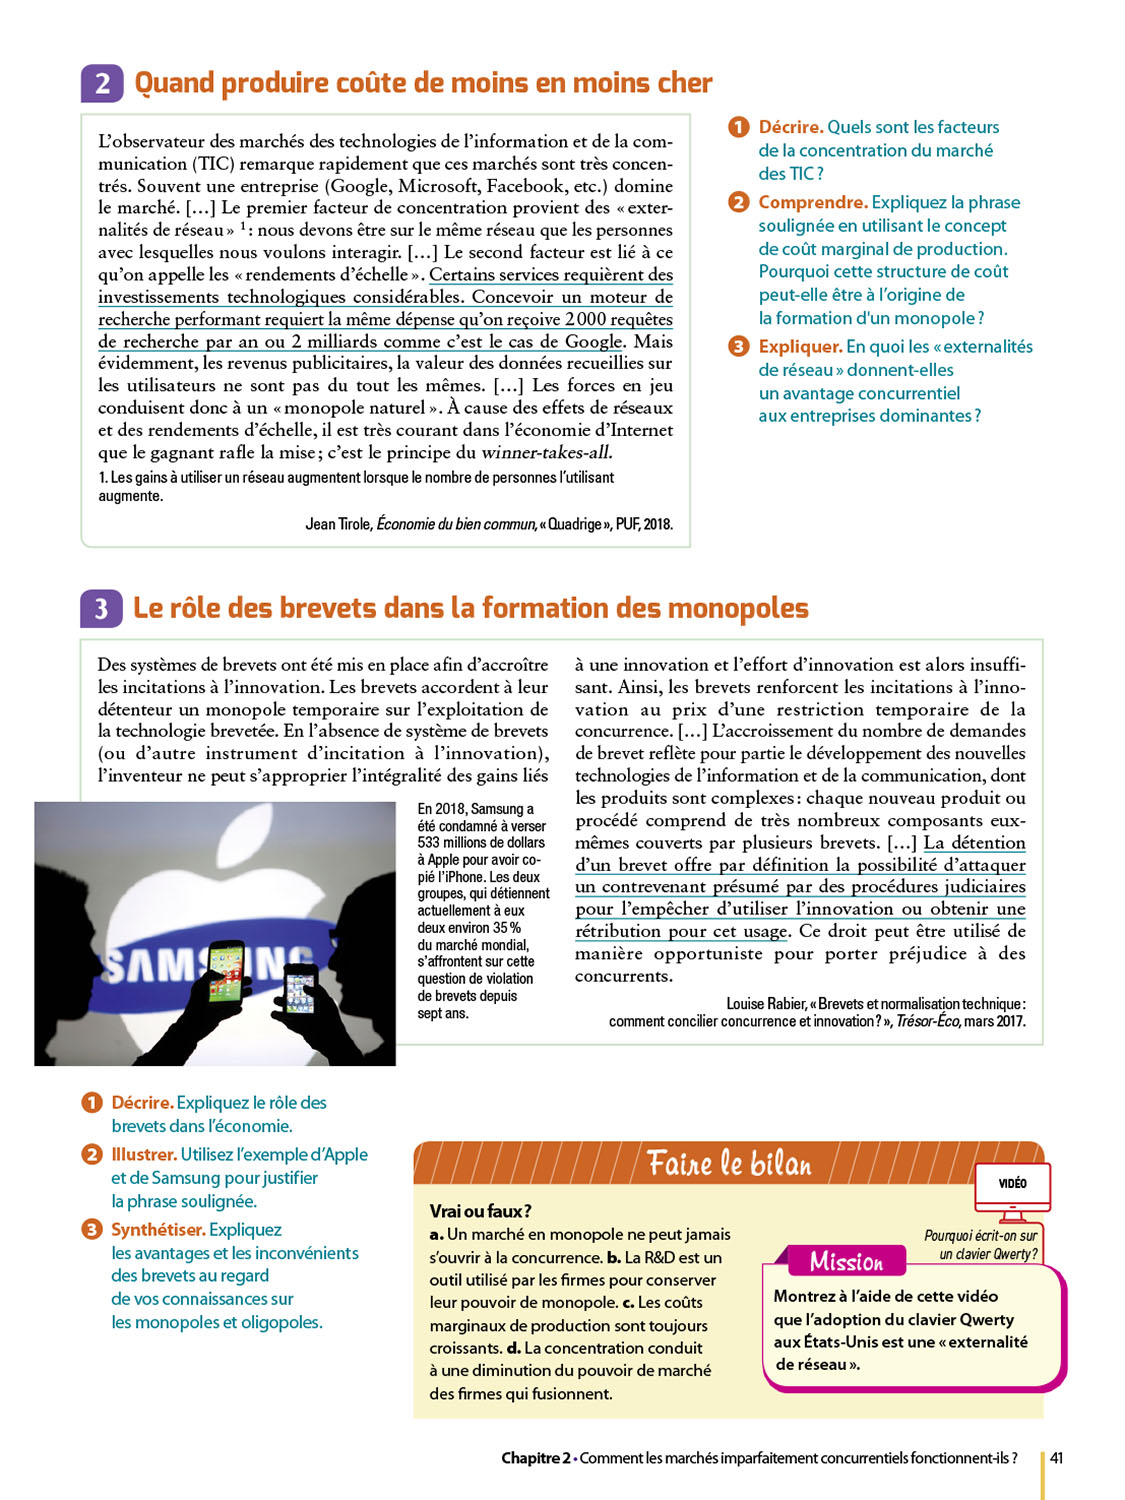 2 Quand produire coûte de moins en moins cher
L'observateur des marchés des technologies de l'information et de la com-
munication (TIC) remarque rapidement que ces marchés sont très concen-
trés. Souvent une entreprise (Google, Microsoft, Facebook, etc.) domine
le marché. […] Le premier facteur de concentration provient des « exter-
nalités de réseau » 1 : nous devons être sur le même réseau que les personnes
avec lesquelles nous voulons interagir. […] Le second facteur est lié à ce
qu'on appelle les « rendements d'échelle ». Certains services requièrent des
investissements technologiques considérables. Concevoir un moteur de
recherche performant requiert la même dépense qu'on reçoive 2 000 requêtes
de recherche par an ou 2 milliards comme c'est le cas de Google. Mais
évidemment, les revenus publicitaires, la valeur des données recueillies sur
les utilisateurs ne sont pas du tout les mêmes. […] Les forces en jeu
conduisent donc à un « monopole naturel ». À cause des effets de réseaux
et des rendements d'échelle, il est très courant dans l'économie d'Internet
que le gagnant rafle la mise ; c'est le principe du winner-takes-all.
1. Les gains à utiliser un réseau augmentent lorsque le nombre de personnes l'utisant
augmente.
Jean Tirole, Économie du bien commun, « Quadrige », PUF, 2018.
1 Décrire. Quels sont les facteurs
de la concentration du marché
des TIC ?
2 Comprendre. Expliquez la phrase
soulignée en utilisant le concept
de coût marginal de production.
Pourquoi cette structure de coût
peut-elle être à l'origine de
la formation d'un monopole ?
3 Expliquer. En quoi les « externalités
de réseau » donnent-elles
un avantage concurrentiel
aux entreprises dominantes ?
3 Le rôle des brevets dans la formation des monopoles
Des systèmes de brevets ont été mis en place afin d'accroître
les incitations à l'innovation. Les brevets accordent à leur
détenteur un monopole temporaire sur l'exploitation de
la technologie brevetée. En l'absence de système de brevets
(ou d'autre instrument d'incitation à l'innovation),
l'inventeur ne peut s'approprier l'intégralité des gains liés
à une innovation et l'effort d'innovation est alors insuffi-
sant. Ainsi, les brevets renforcent les incitations à l'inno-
vation au prix d'une restriction temporaire de la
concurrence. […] L'accroissement du nombre de demandes
de brevet reflète pour partie le développement des nouvelles
technologies de l'information et de la communication, dont
les produits sont complexes : chaque nouveau produit ou
procédé comprend de très nombreux composants eux-
mêmes couverts par plusieurs brevets. […] La détention
d'un brevet offre par définition la possibilité d'attaquer
un contrevenant présumé par des procédures judiciaires
pour l'empêcher d'utiliser l'innovation ou obtenir une
rétribution pour cet usage. Ce droit peut être utilisé de
manière opportuniste pour porter préjudice à des
concurrents.
Louise Rabier, « Brevets et normalisation technique :
comment concilier concurrence et innovation ? », Trésor-Éco, mars 2017.
SAMSUNG
En 2018, Samsung a
été condamné à verser
533 millions de dollars
à Apple pour avoir co-
pié l'iPhone. Les deux
groupes, qui détiennent
actuellement à eux
deux environ 35 %
du marché mondial,
s'affrontent sur cette
question de violation
de brevets depuis
sept ans.
1 Décrire. Expliquez le rôle des
brevets dans l'économie.
2 Illustrer. Utilisez l'exemple d'Apple
et de Samsung pour justifier
la phrase soulignée.
3 Synthétiser. Expliquez
les avantages et les inconvénients
des brevets au regard
de vos connaissances sur
les monopoles et oligopoles.
Faire le bilan
Vrai ou faux ?
a. Un marché en monopole ne peut jamais
s'ouvrir à la concurrence. b. La R&D est un
outil utilisé par les firmes pour conserver
leur pouvoir de monopole. c. Les coûts
marginaux de production sont toujours
croissants. d. La concentration conduit
à une diminution du pouvoir de marché
des firmes qui fusionnent.
VIDÉO
Pourquoi écrit-on sur
un clavier Qwerty ?
Mission
Montrez à l'aide de cette vidéo
que l'adoption du clavier Qwerty
aux États-Unis est une « externalité
de réseau ».
Chapitre 2 • Comment les marchés imparfaitement concurrentiels fonctionnent-ils ? 41